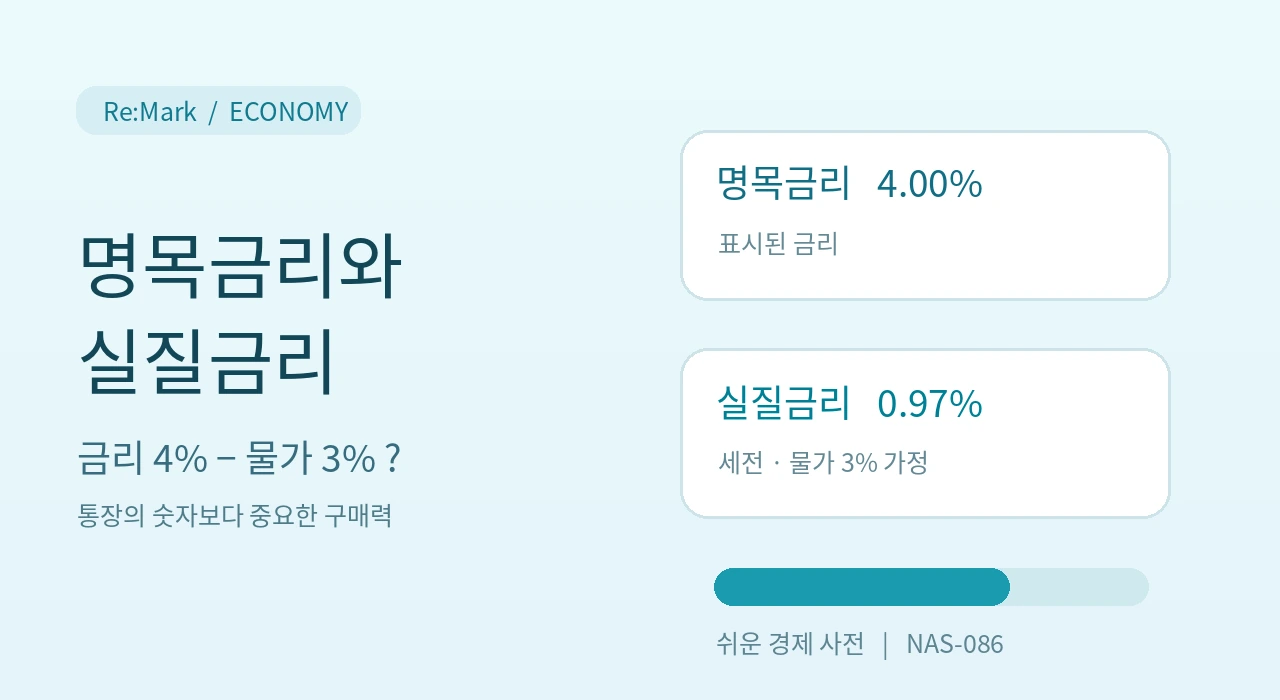 Re:Mark / ECONOMY
명목금리와
실질금리
금리 4% − 물가 3% ?
통장의 숫자보다 중요한 구매력
명목금리 4.00%
표시된 금리
실질금리 0.97%
세전 · 물가 3% 가정
쉬운 경제 사전 | NAS-086